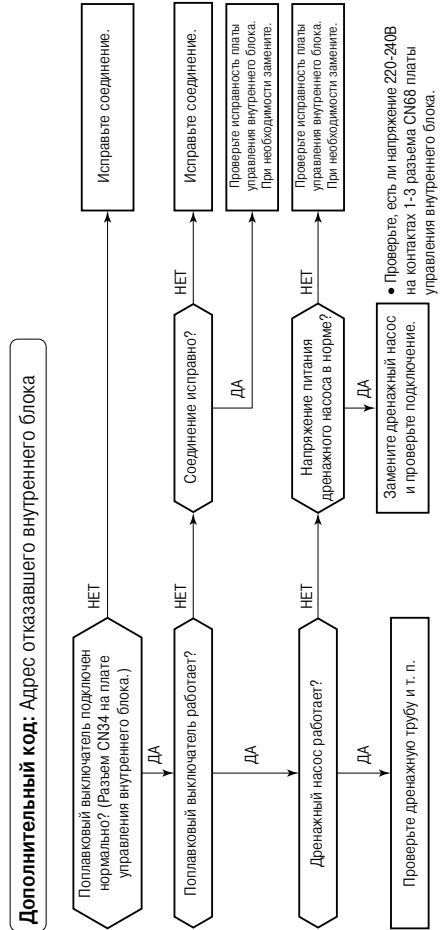 Дополнительный код: Адрес отказавшего внутреннего блока
Поплавковый выключатель подключен
нормально? (Разъем CN34 на плате
управления внутреннего блока.)
НЕТ
Исправьте соединение.
ДА
Поплавковый выключатель работает?
НЕТ
Соединение исправно?
НЕТ
Исправьте соединение.
ДА
Проверьте исправность платы
управления внутреннего блока.
При необходимости замените.
ДА
Дренажный насос работает?
НЕТ
Напряжение питания
дренажного насоса в норме?
НЕТ
Проверьте исправность платы
управления внутреннего блока.
При необходимости замените.
ДА
Проверьте дренажную трубу и т. п.
ДА
Замените дренажный насос
и проверьте подключение.
• Проверьте, есть ли напряжение 220-240В
на контактах 1-3 разъема CN68 платы
управления внутреннего блока.